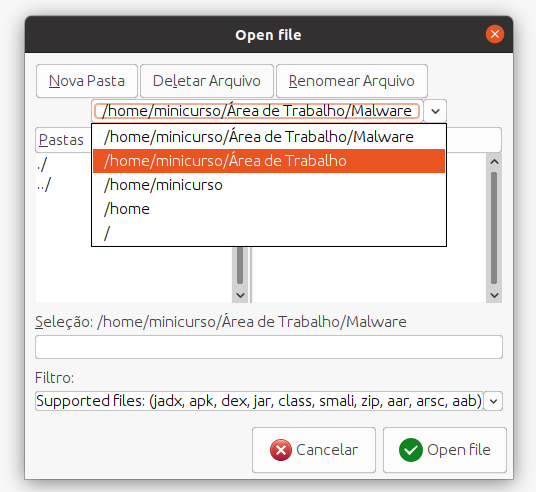 Open file
Nova Pasta Deletar Arquivo Renomear Arquivo
/home/minicurso/Área de Trabalho/Malware
Pastas
/home/minicurso/Área de Trabalho/Malware
/home/minicurso/Área de Trabalho
/home/minicurso
/home
/
./
../
Seleção: /home/minicurso/Área de Trabalho/Malware
Filtro:
Supported files: (jadx, apk, dex, jar, class, smali, zip, aar, arsc, aab)
Cancelar Open file